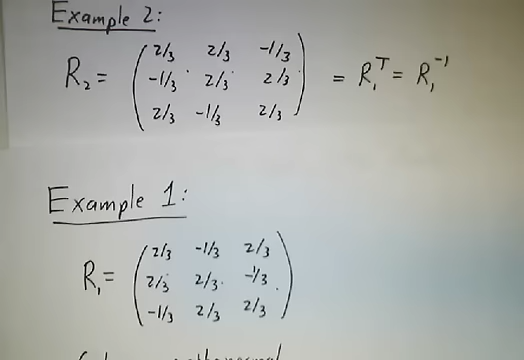 Example 2:
R₂ = ( 2/3 2/3 -1/3
-1/3 2/3 2/3
2/3 -1/3 2/3 ) = R₁ᵀ = R₁⁻¹
Example 1:
R₁ = ( 2/3 -1/3 2/3
2/3 2/3 -1/3
-1/3 2/3 2/3 )